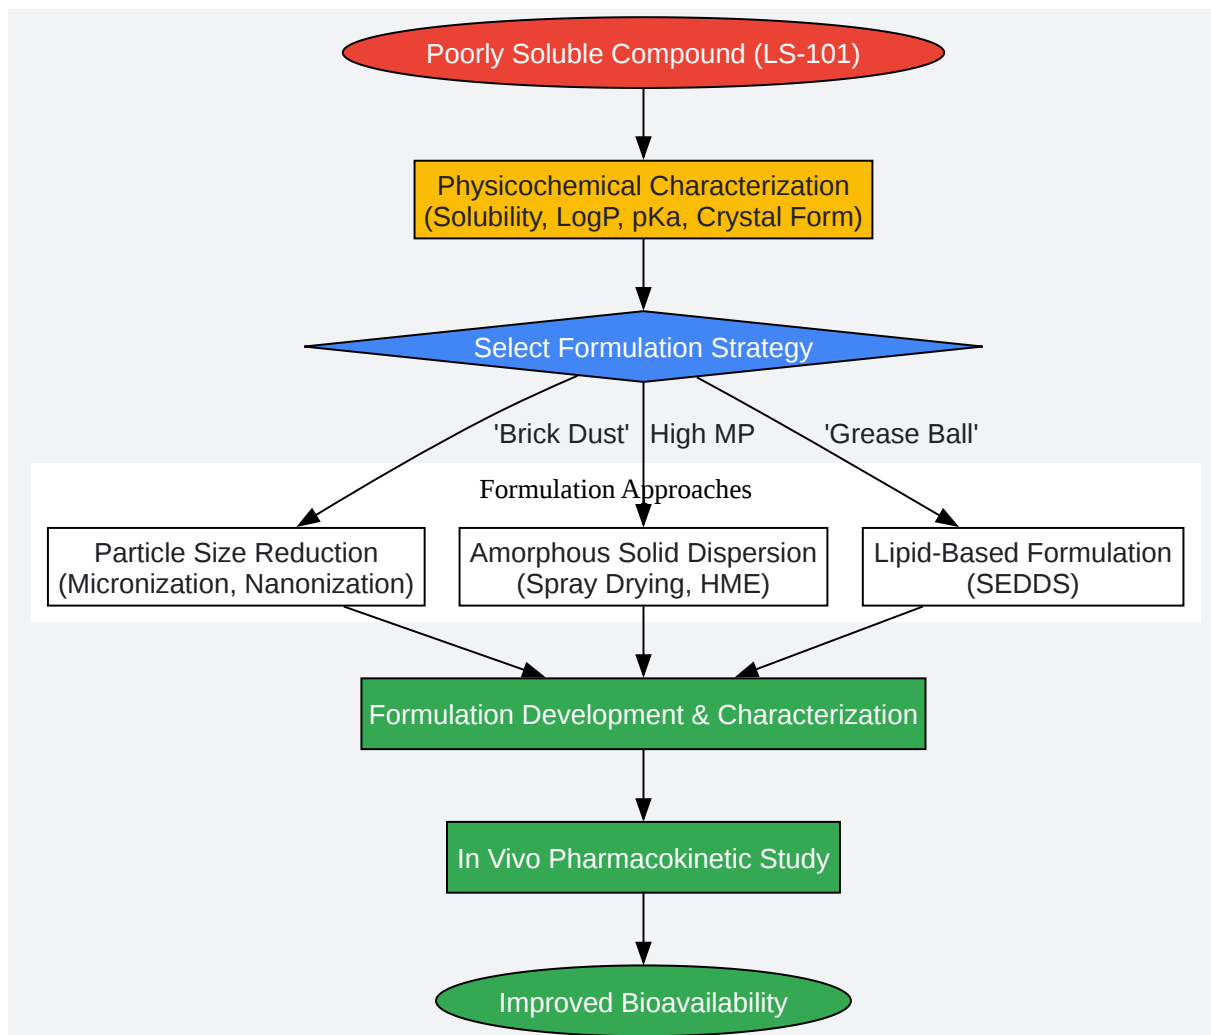 Poorly Soluble Compound (LS-101)
Physicochemical Characterization
(Solubility, LogP, pKa, Crystal Form)
Select Formulation Strategy
'Brick Dust'
High MP
'Grease Ball'
Formulation Approaches
Particle Size Reduction
(Micronization, Nanonization)
Amorphous Solid Dispersion
(Spray Drying, HME)
Lipid-Based Formulation
(SEDDS)
Formulation Development & Characterization
In Vivo Pharmacokinetic Study
Improved Bioavailability